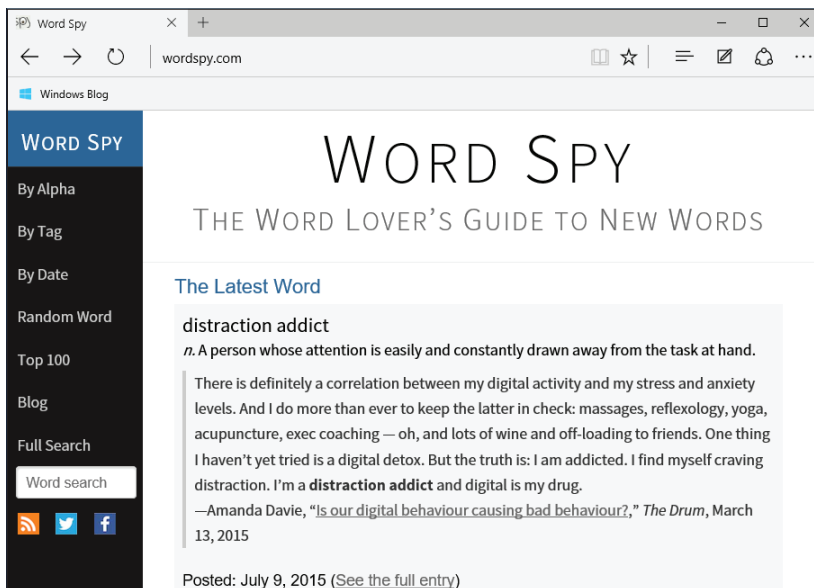 Word Spy
wordspy.com
Windows Blog
WORD SPY
By Alpha
By Tag
By Date
Random Word
Top 100
Blog
Full Search
Word search
WORD SPY
THE WORD LOVER'S GUIDE TO NEW WORDS
The Latest Word
distraction addict
n. A person whose attention is easily and constantly drawn away from the task at hand.
There is definitely a correlation between my digital activity and my stress and anxiety
levels. And I do more than ever to keep the latter in check: massages, reflexology, yoga,
acupuncture, exec coaching — oh, and lots of wine and off-loading to friends. One thing
I haven't yet tried is a digital detox. But the truth is: I am addicted. I find myself craving
distraction. I'm a distraction addict and digital is my drug.
—Amanda Davie, “Is our digital behaviour causing bad behaviour?,” The Drum, March
13, 2015
Posted: July 9, 2015 (See the full entry)